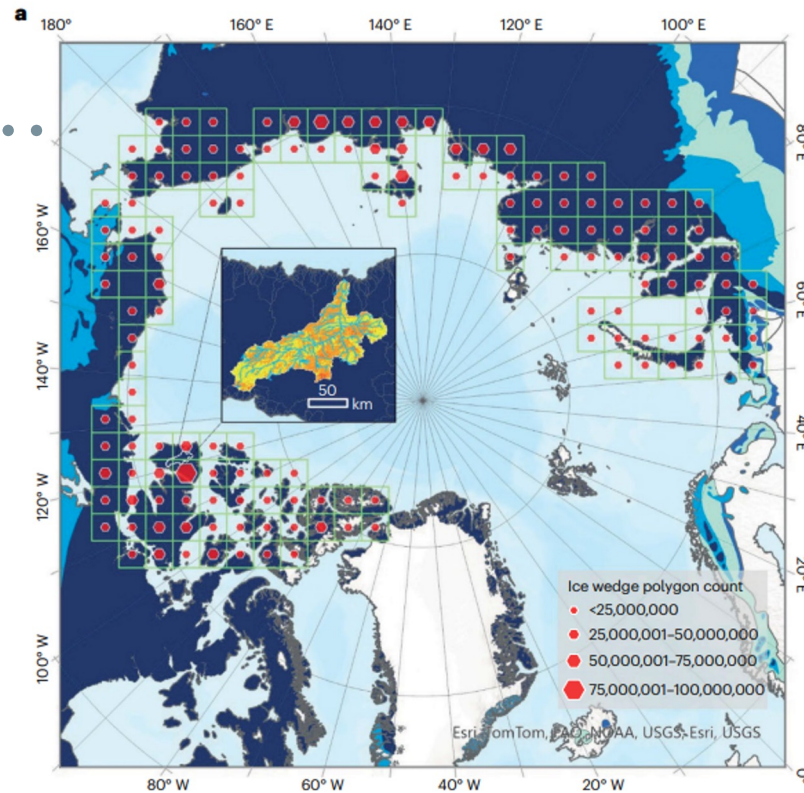 a
180° 160° E 140° E 120° E 100° E
80° E
160° W
60° E
140° W
40° E
120° W
20° E
100° W
80° W 60° W 40° W 20° W
50
km
Ice wedge polygon count
<25,000,000
25,000,001–50,000,000
50,000,001–75,000,000
75,000,001–100,000,000
Esri, TomTom, FAO, NOAA, USGS, Esri, USGS